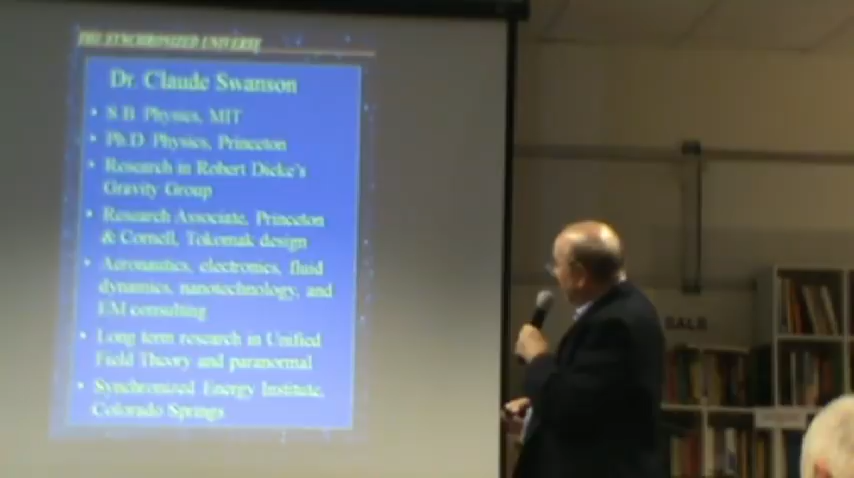 THE SYNCHRONIZED UNIVERSE
Dr. Claude Swanson
• S.B. Physics, MIT
• Ph.D. Physics, Princeton
• Research in Robert Dicke's
Gravity Group
• Research Associate, Princeton
& Cornell, Tokomak design
• Aeronautics, electronics, fluid
dynamics, nanotechnology, and
EM consulting
• Long term research in Unified
Field Theory and paranormal
• Synchronized Energy Institute,
Colorado Springs
SALE